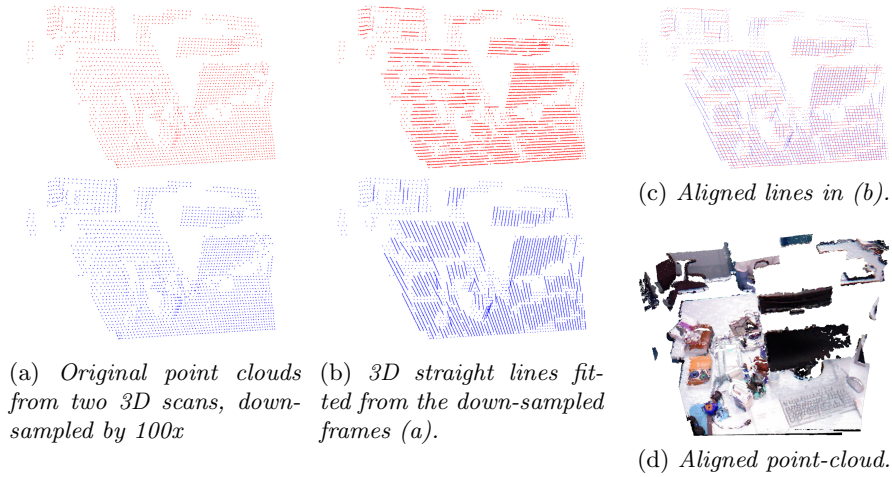 (a) Original point clouds
from two 3D scans, down-
sampled by 100x
(b) 3D straight lines fit-
ted from the down-sampled
frames (a).
(c) Aligned lines in (b).
(d) Aligned point-cloud.